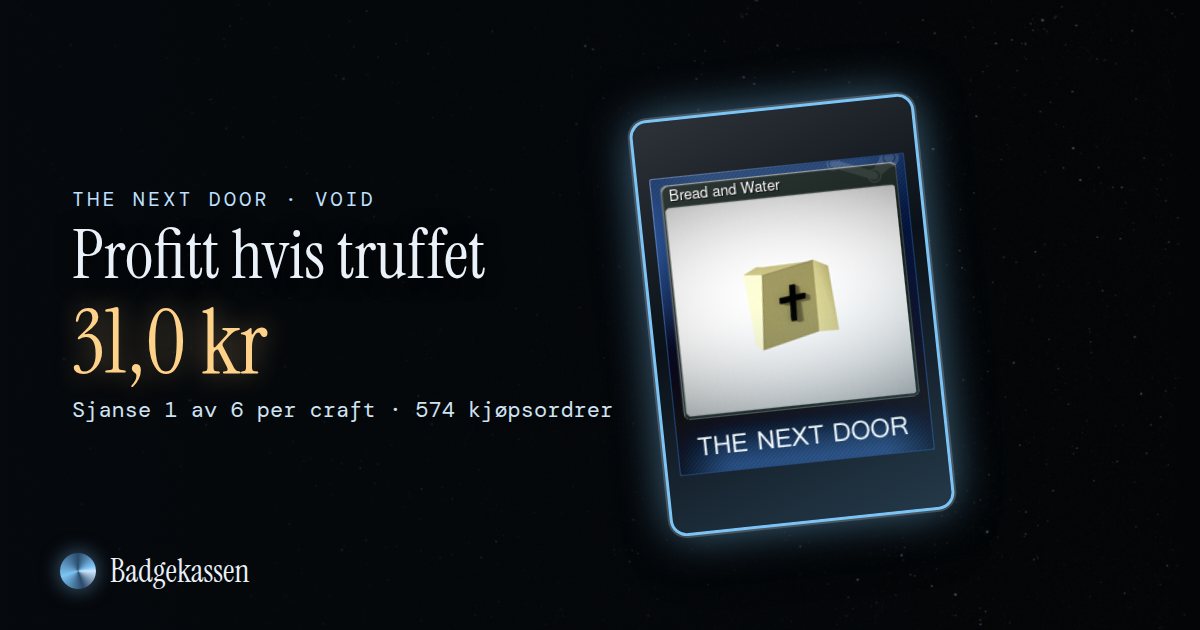 THE NEXT DOOR · VOID
Profitt hvis truffet
31,0 kr
Sjanse 1 av 6 per craft · 574 kjøpsordrer
Bread and Water
THE NEXT DOOR
Badgekassen